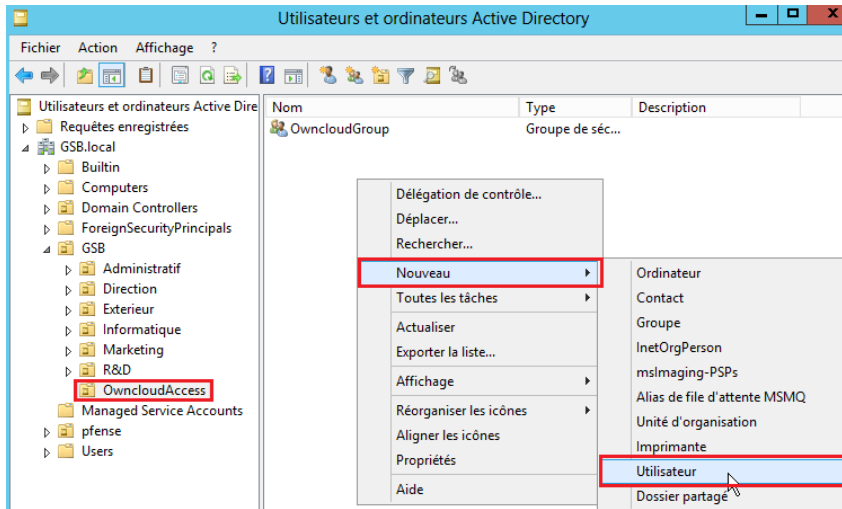 Utilisateurs et ordinateurs Active Directory
Fichier Action Affichage ?
Utilisateurs et ordinateurs Active Dire
Requêtes enregistrées
GSB.local
Builtin
Computers
Domain Controllers
ForeignSecurityPrincipals
GSB
Administratif
Direction
Exterieur
Informatique
Marketing
R&D
OwncloudAccess
Managed Service Accounts
pfense
Users
Nom Type Description
OwncloudGroup Groupe de séc...
Délégation de contrôle...
Déplacer...
Rechercher...
Nouveau
Toutes les tâches
Actualiser
Exporter la liste...
Affichage
Réorganiser les icônes
Aligner les icônes
Propriétés
Aide
Ordinateur
Contact
Groupe
InetOrgPerson
msImaging-PSPs
Alias de file d'attente MSMQ
Unité d'organisation
Imprimante
Utilisateur
Dossier partagé